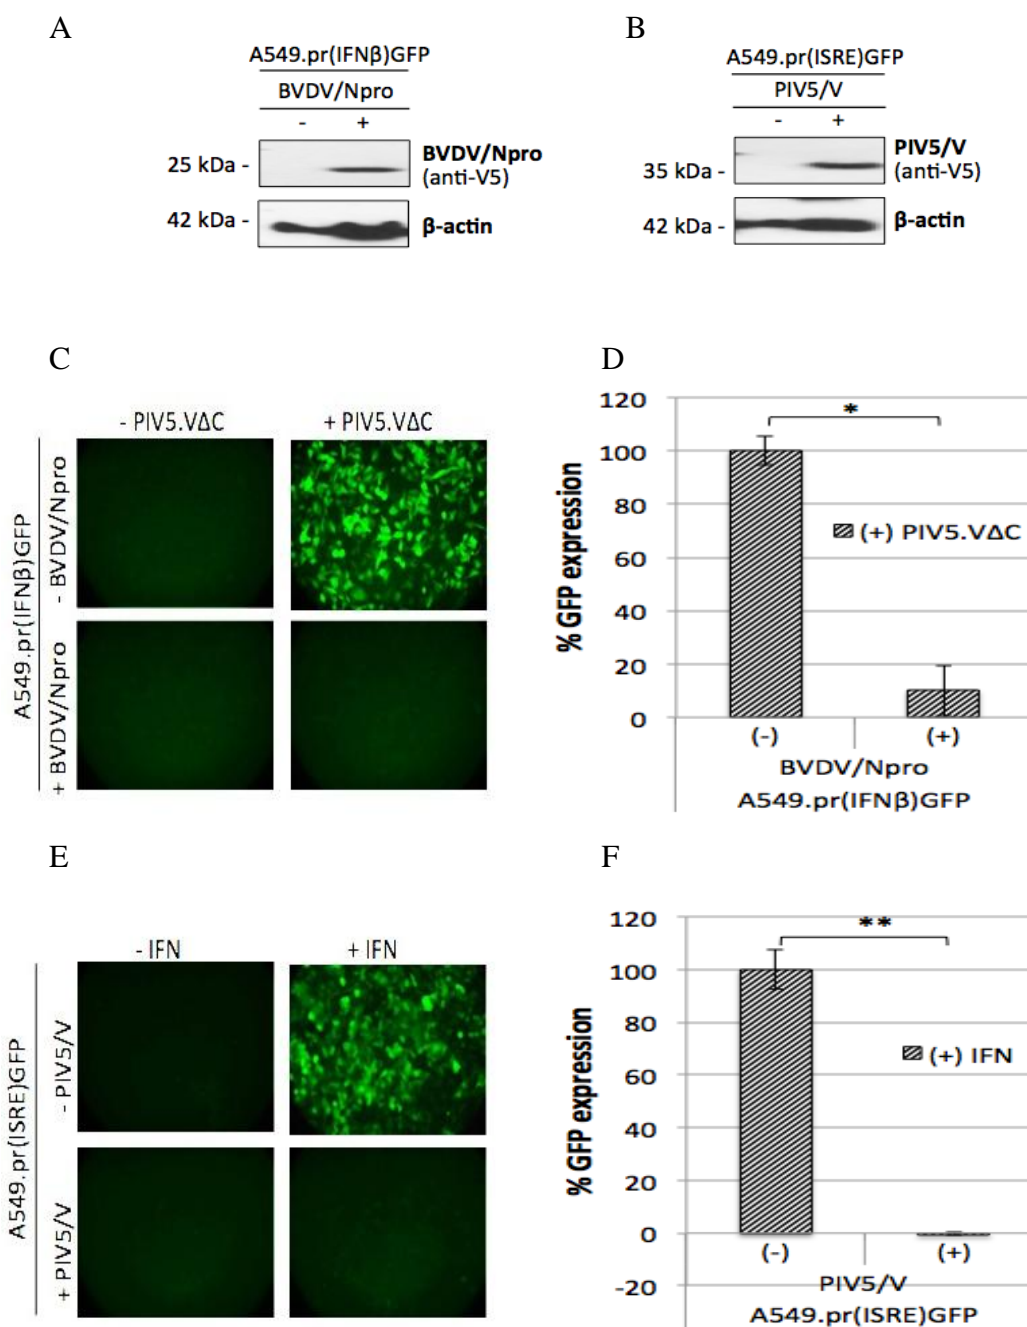 A
A549.pr(IFNβ)GFP
BVDV/Npro
- +
25 kDa -
BVDV/Npro
(anti-V5)
42 kDa -
β-actin
B
A549.pr(ISRE)GFP
PIV5/V
- +
35 kDa -
PIV5/V
(anti-V5)
42 kDa -
β-actin
C
- PIV5.VΔC
+ PIV5.VΔC
A549.pr(IFNβ)GFP
- BVDV/Npro
+ BVDV/Npro
D
120
100
80
60
40
20
0
% GFP expression
*
(+) PIV5.VΔC
(-) (+)
BVDV/Npro
A549.pr(IFNβ)GFP
E
- IFN
+ IFN
A549.pr(ISRE)GFP
- PIV5/V
+ PIV5/V
F
120
100
80
60
40
20
0
-20
% GFP expression
**
(+) IFN
(-) (+)
PIV5/V
A549.pr(ISRE)GFP